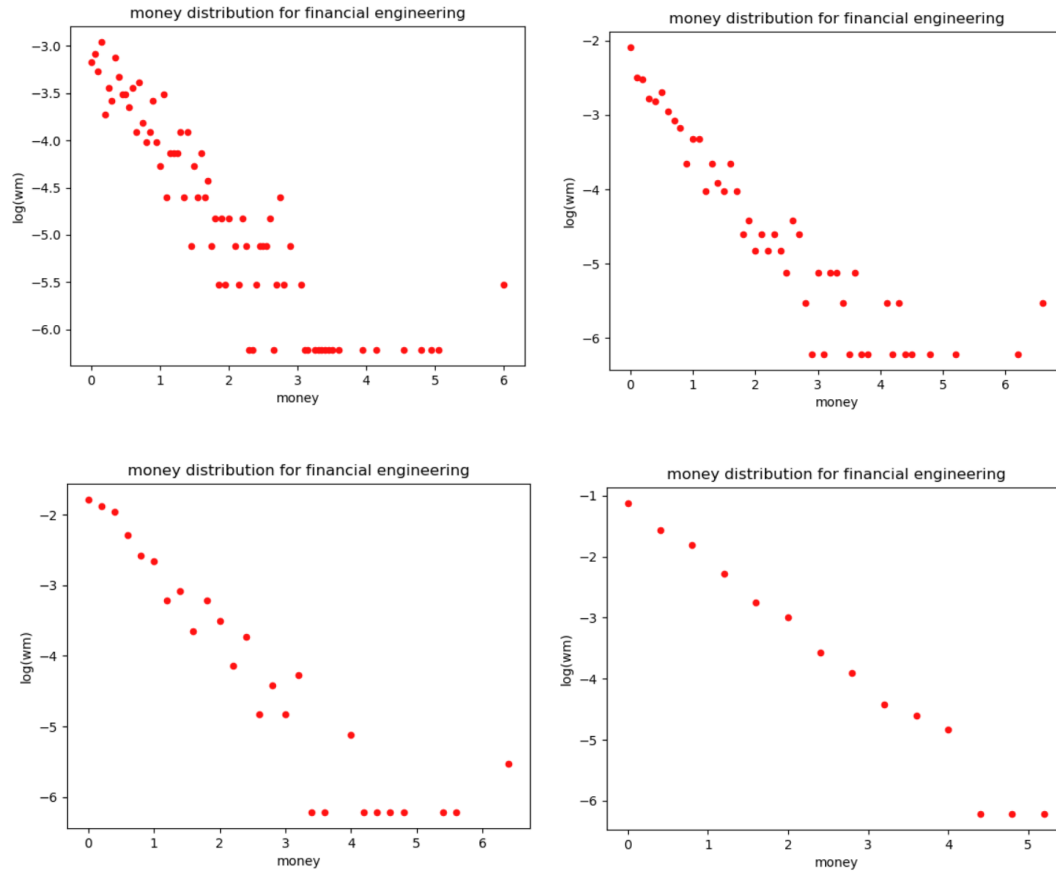 money distribution for financial engineering
log(wm)
−3.0
−3.5
−4.0
−4.5
−5.0
−5.5
−6.0
0 1 2 3 4 5 6
money
money distribution for financial engineering
log(wm)
−2
−3
−4
−5
−6
0 1 2 3 4 5 6
money
money distribution for financial engineering
log(wm)
−2
−3
−4
−5
−6
0 1 2 3 4 5 6
money
money distribution for financial engineering
log(wm)
−1
−2
−3
−4
−5
−6
0 1 2 3 4 5
money